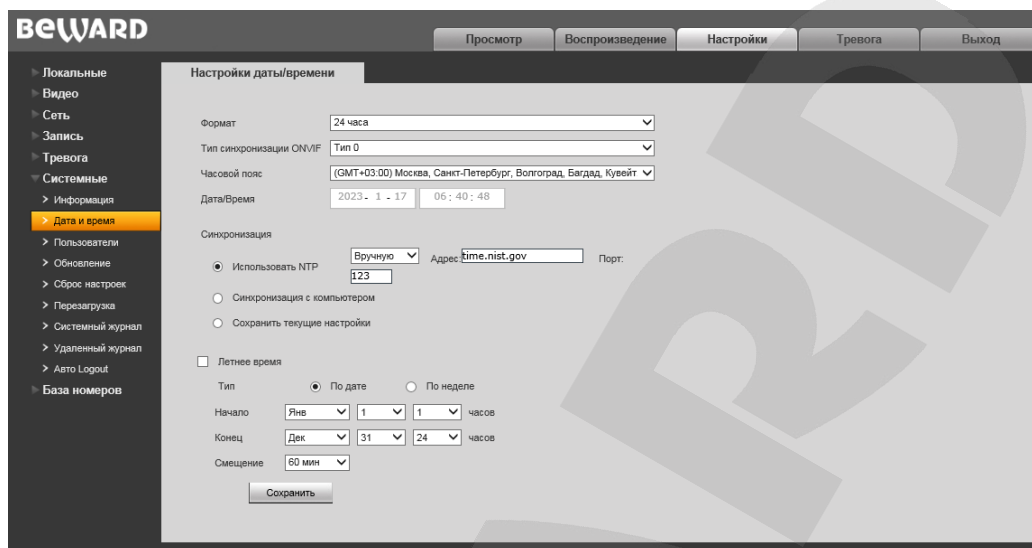 BEWARD
Просмотр Воспроизведение Настройки Тревога Выход
Локальные
Видео
Сеть
Запись
Тревога
Системные
Информация
Дата и время
Пользователи
Обновление
Сброс настроек
Перезагрузка
Системный журнал
Удаленный журнал
Авто Logout
База номеров
Настройки даты/времени
Формат 24 часа
Тип синхронизации ONVIF Тип 0
Часовой пояс (GMT+03:00) Москва, Санкт-Петербург, Волгоград, Багдад, Кувейт
Дата/Время 2023 - 1 - 17 06 : 40 : 48
Синхронизация
Использовать NTP Вручную Адрес: time.nist.gov Порт:
123
Синхронизация с компьютером
Сохранить текущие настройки
Летнее время
Тип По дате По неделе
Начало Янв 1 1 часов
Конец Дек 31 24 часов
Смещение 60 мин
Сохранить